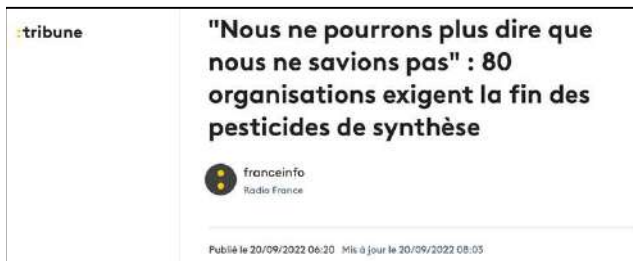 :tribune
"Nous ne pourrons plus dire que
nous ne savions pas" : 80
organisations exigent la fin des
pesticides de synthèse
franceinfo
Radio France
Publié le 20/09/2022 06:20 Mis à jour le 20/09/2022 08:05